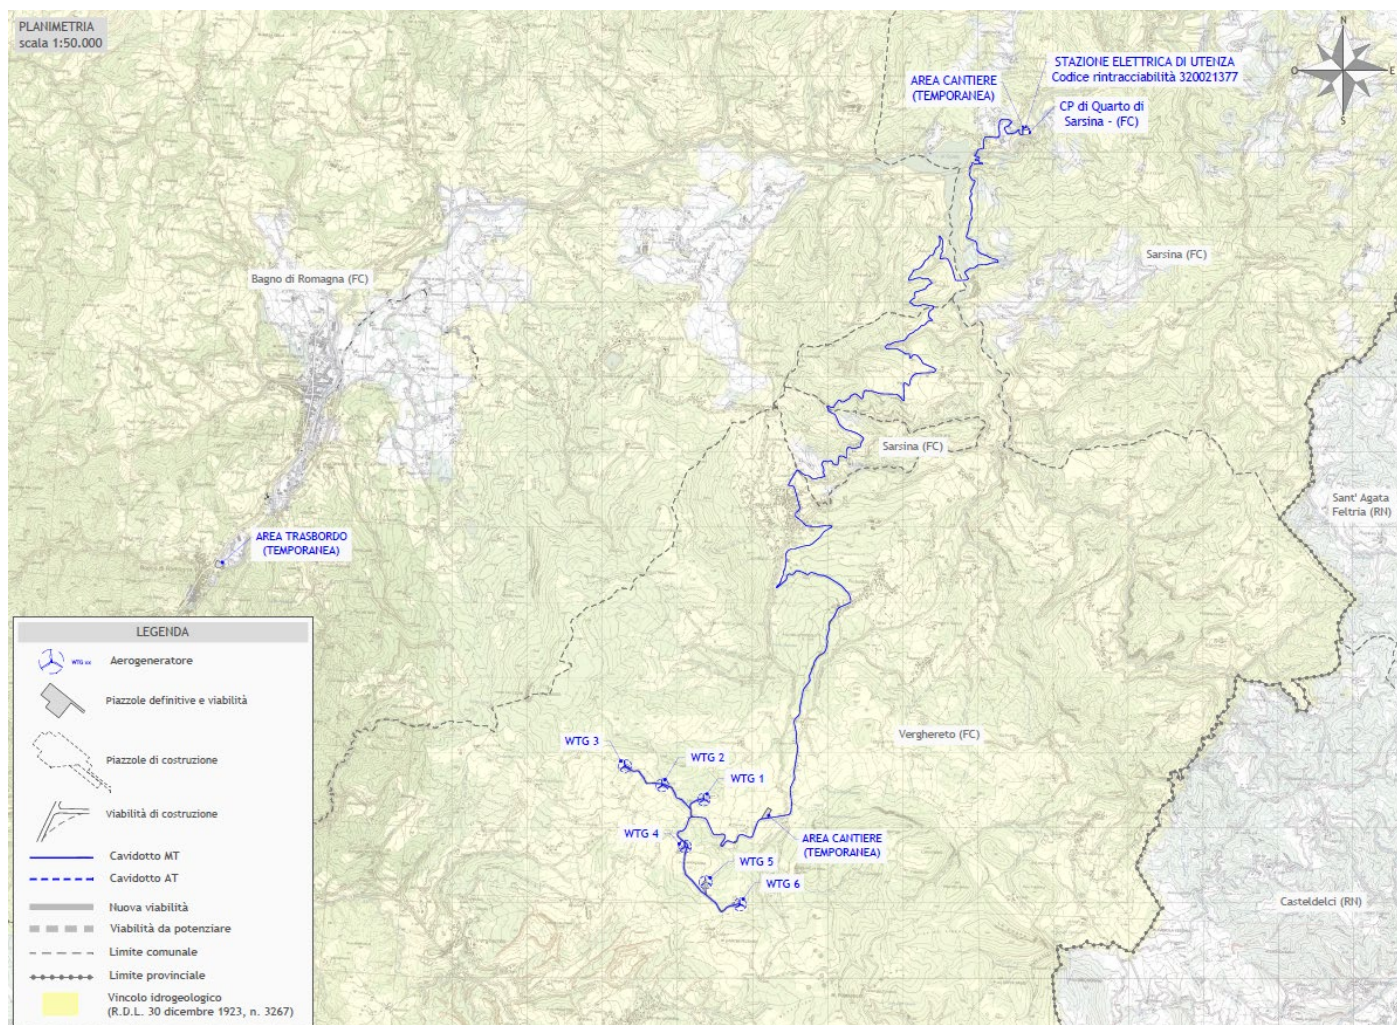 PLANIMETRIA
scala 1:50.000
N
O
E
S
STAZIONE ELETTRICA DI UTENZA
Codice rintracciabilità 320021377
AREA CANTIERE
(TEMPORANEA)
CP di Quarto di
Sarsina - (FC)
Sarsina (FC)
Bagno di Romagna (FC)
Sarsina (FC)
Sant' Agata
Feltria (RN)
AREA TRASBORDO
(TEMPORANEA)
Verghereto (FC)
WTG 3
WTG 2
WTG 1
WTG 4
AREA CANTIERE
(TEMPORANEA)
WTG 5
WTG 6
Casteldelci (RN)
LEGENDA
WTG xx
Aerogeneratore
Piazzole definitive e viabilità
Piazzole di costruzione
Viabilità di costruzione
Cavidotto MT
Cavidotto AT
Nuova viabilità
Viabilità da potenziare
Limite comunale
Limite provinciale
Vincolo idrogeologico
(R.D.L. 30 dicembre 1923, n. 3267)